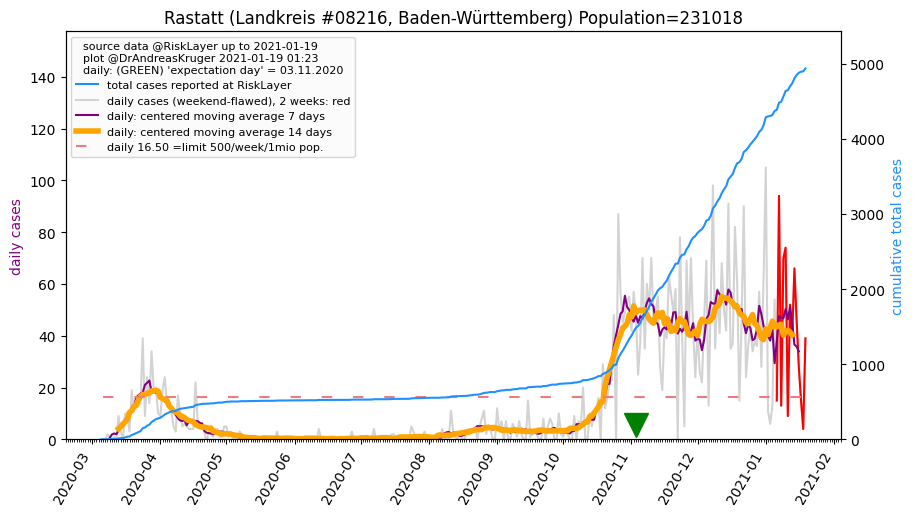 Rastatt (Landkreis #08216, Baden-Württemberg) Population=231018
source data @RiskLayer up to 2021-01-19
plot @DrAndreasKruger 2021-01-19 01:23
daily: (GREEN) 'expectation day' = 03.11.2020
total cases reported at RiskLayer
daily cases (weekend-flawed), 2 weeks: red
daily: centered moving average 7 days
daily: centered moving average 14 days
daily 16.50 =limit 500/week/1mio pop.
daily cases
140
120
100
80
60
40
20
0
5000
4000
3000
2000
1000
0
cumulative total cases
2020-03
2020-04
2020-05
2020-06
2020-07
2020-08
2020-09
2020-10
2020-11
2020-12
2021-01
2021-02